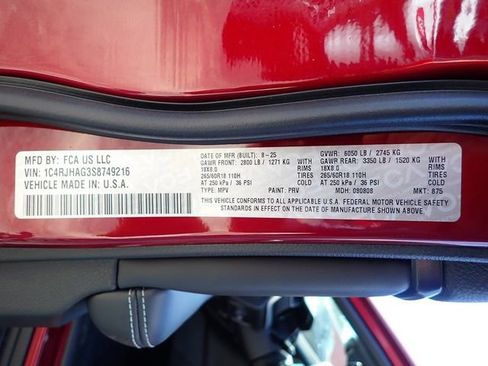 MFD BY: FCA US LLC
VIN: 1C4RJHAG3S8749216
VEHICLE MADE IN U.S.A.
DATE OF MFR (BUILT): 8-25 GVWR: 6050 LB / 2745 KG
GAWR FRONT: 2800 LB / 1271 KG WITH GAWR REAR: 3350 LB / 1520 KG WITH
18X8.0 RIMS 18X8.0 RIMS
265/60R18 110H TIRES 265/60R18 110H TIRES
AT 250 kPa / 36 PSI AT 250 kPa / 36 PSI
TYPE: MPV PAINT: PRV MDH: 080808 MKT: 875
THIS VEHICLE CONFORMS TO ALL APPLICABLE U.S.A. FEDERAL MOTOR VEHICLE SAFETY
STANDARDS IN EFFECT ON THE DATE OF MANUFACTURE SHOWN ABOVE.